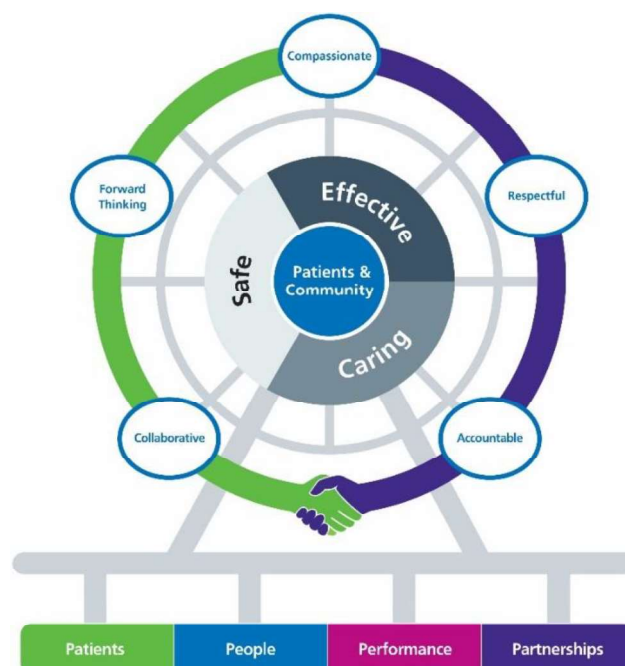 Compassionate
Forward
Thinking
Respectful
Effective
Safe
Patients &
Community
Caring
Collaborative
Accountable
Patients
People
Performance
Partnerships